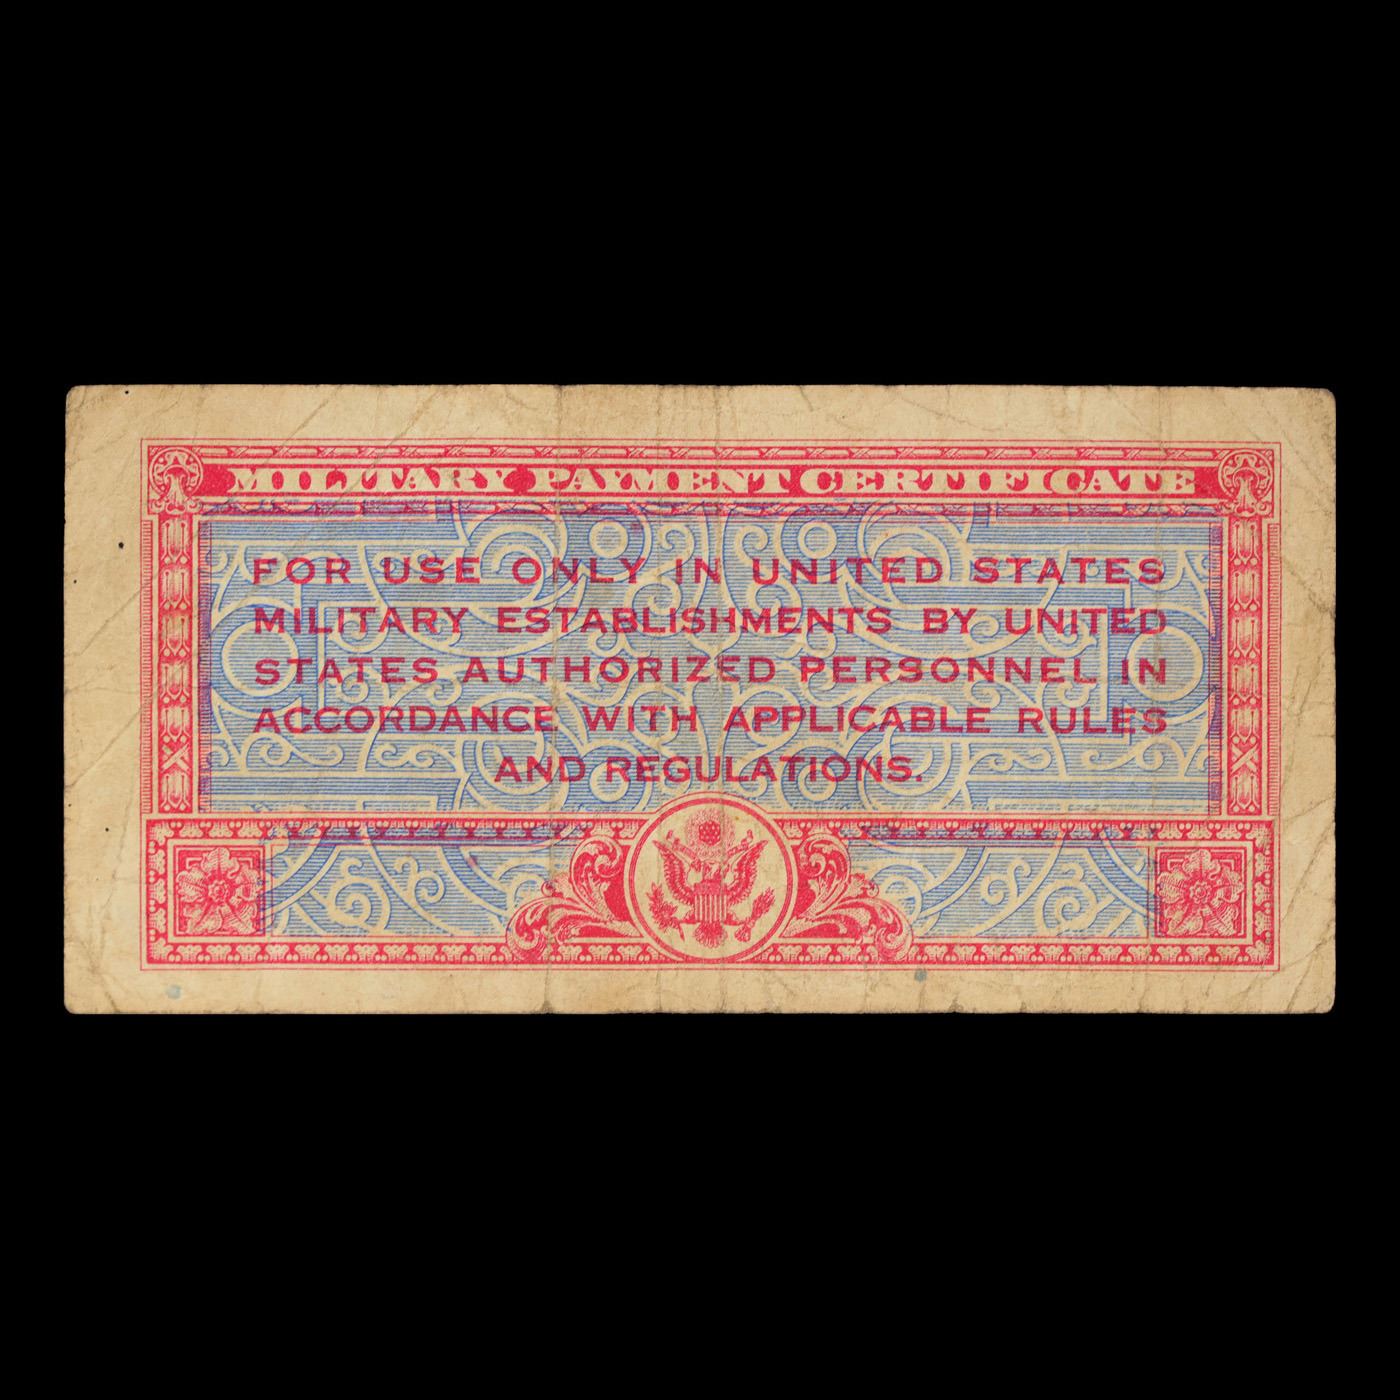 MILITARY PAYMENT CERTIFICATE
FOR USE ONLY IN UNITED STATES
MILITARY ESTABLISHMENTS BY UNITED
STATES AUTHORIZED PERSONNEL IN
ACCORDANCE WITH APPLICABLE RULES
AND REGULATIONS.